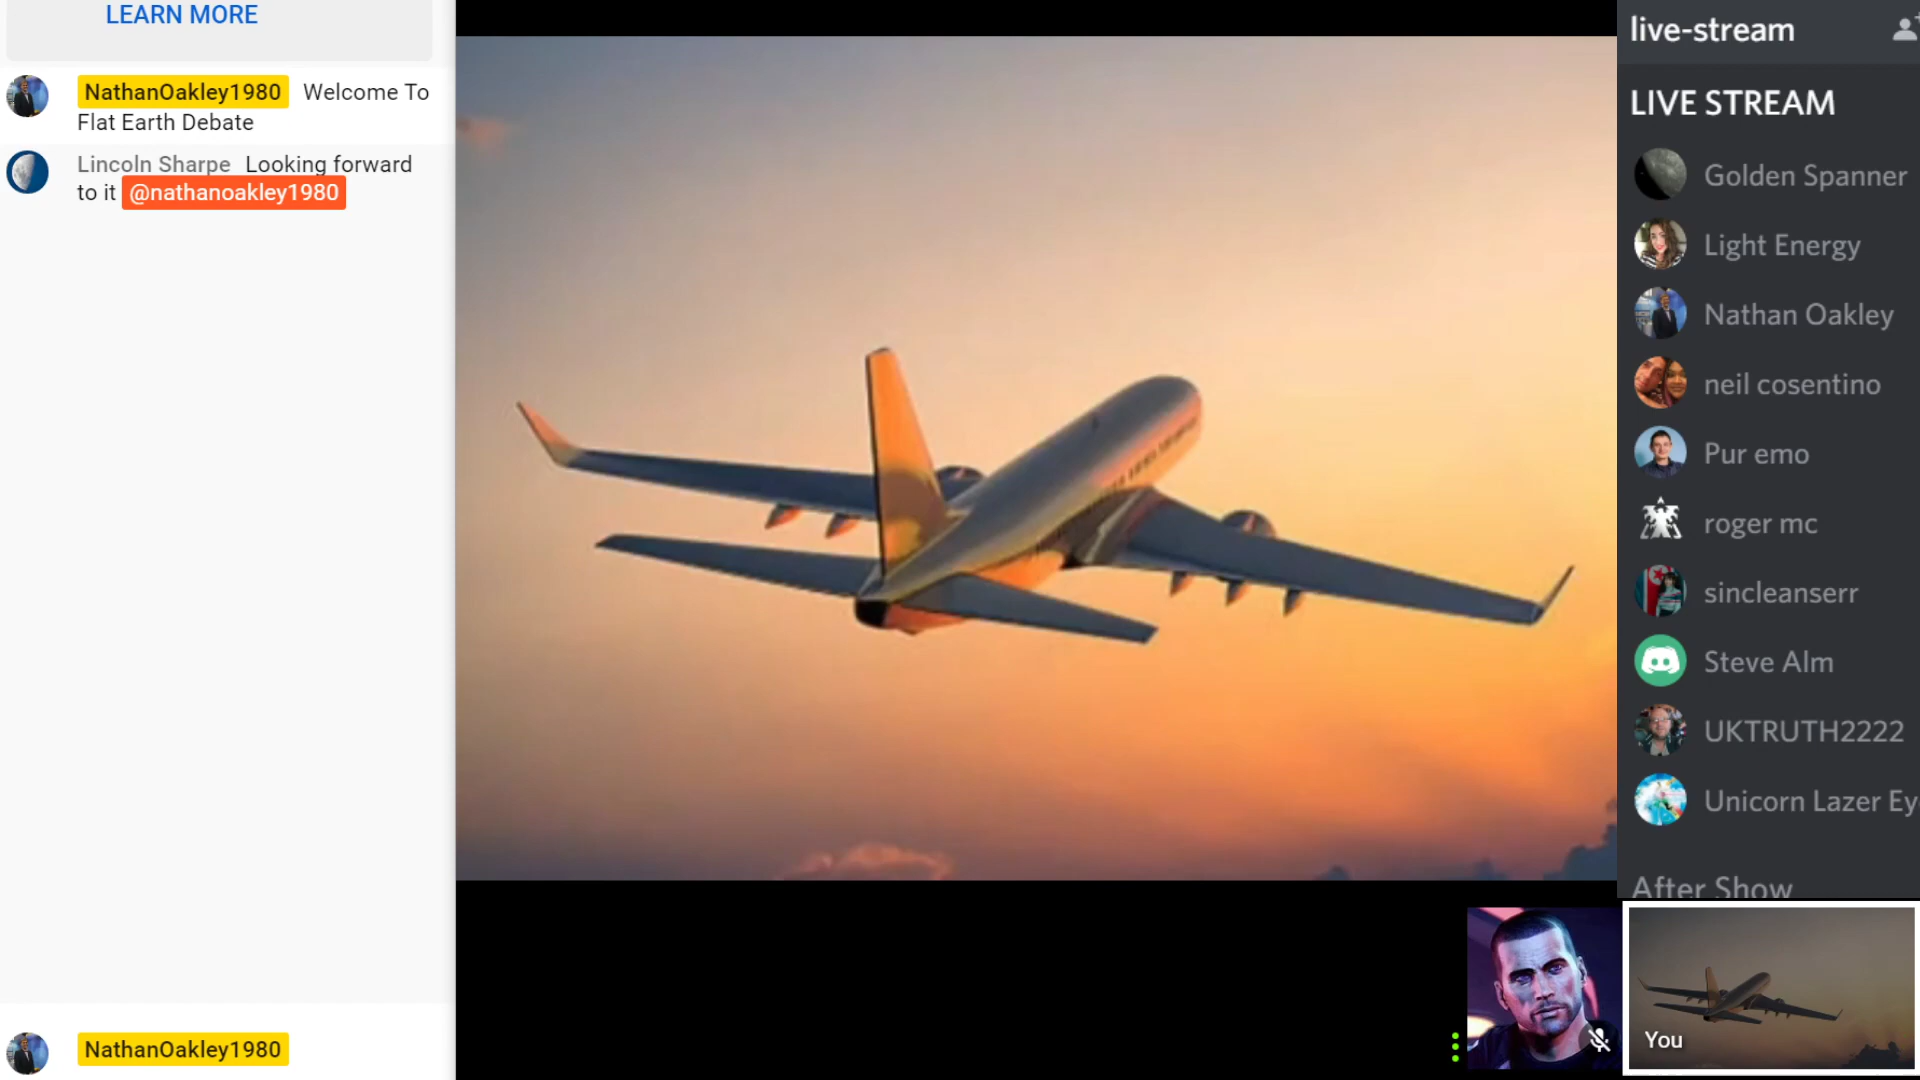 LEARN MORE
NathanOakley1980 Welcome To
Flat Earth Debate
Lincoln Sharpe Looking forward
to it @nathanoakley1980
NathanOakley1980
live-stream
LIVE STREAM
Golden Spanner
Light Energy
Nathan Oakley
neil cosentino
Pur emo
roger mc
sincleanserr
Steve Alm
UKTRUTH2222
Unicorn Lazer Ey
After Show
You